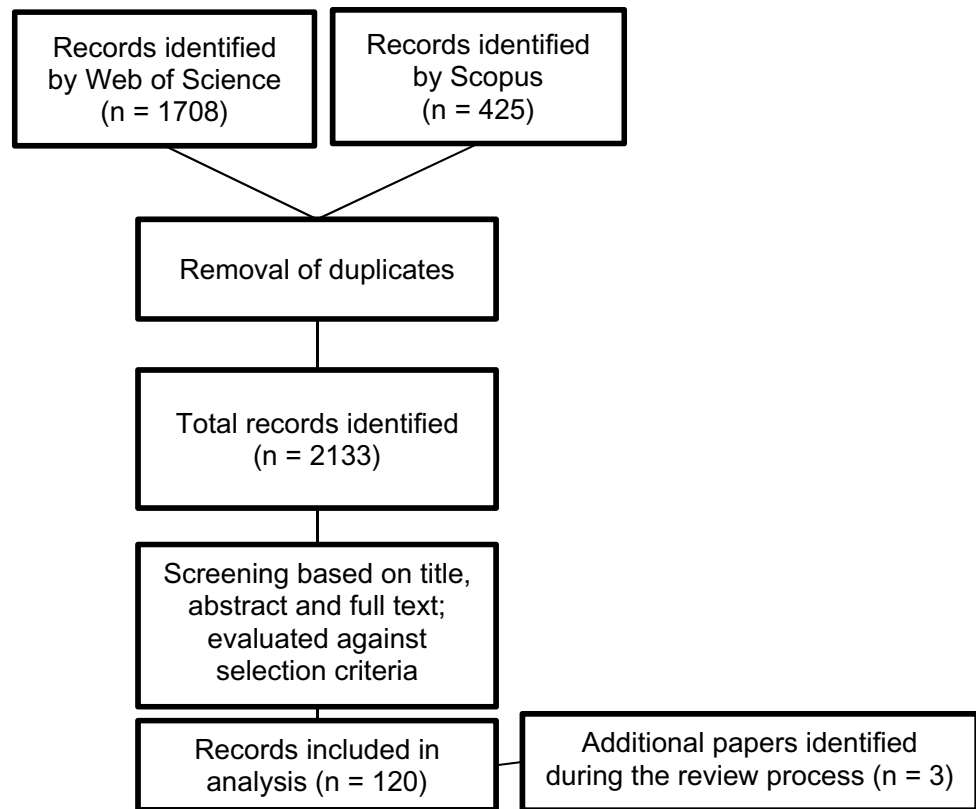 Records identified
by Web of Science
(n = 1708)
Records identified
by Scopus
(n = 425)
Removal of duplicates
Total records identified
(n = 2133)
Screening based on title,
abstract and full text;
evaluated against
selection criteria
Records included in
analysis (n = 120)
Additional papers identified
during the review process (n = 3)